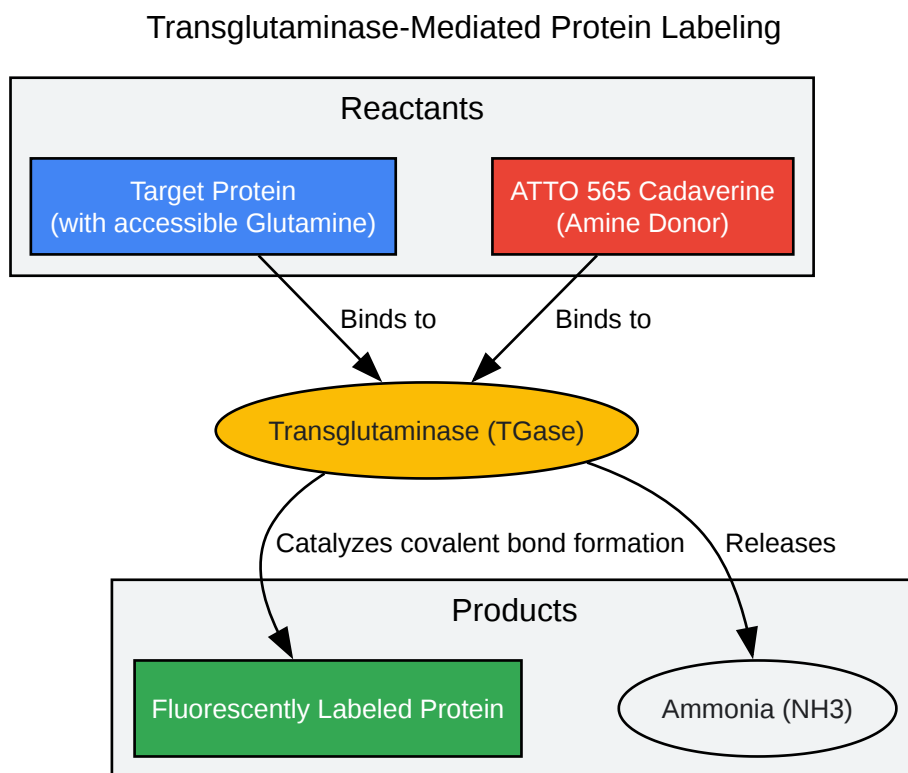 Transglutaminase-Mediated Protein Labeling
Reactants
Target Protein
(with accessible Glutamine)
ATTO 565 Cadaverine
(Amine Donor)
Binds to
Binds to
Transglutaminase (TGase)
Catalyzes covalent bond formation
Releases
Products
Fluorescently Labeled Protein
Ammonia (NH3)